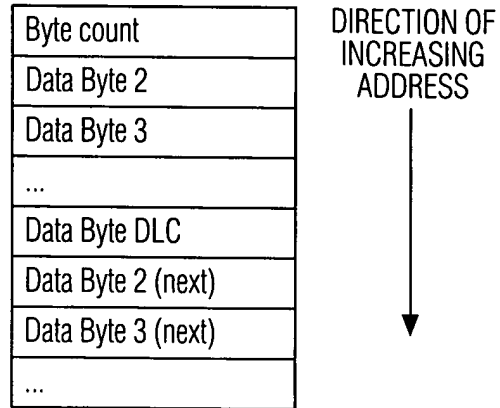 Byte count
Data Byte 2
Data Byte 3
...
Data Byte DLC
Data Byte 2 (next)
Data Byte 3 (next)
...
DIRECTION OF
INCREASING
ADDRESS